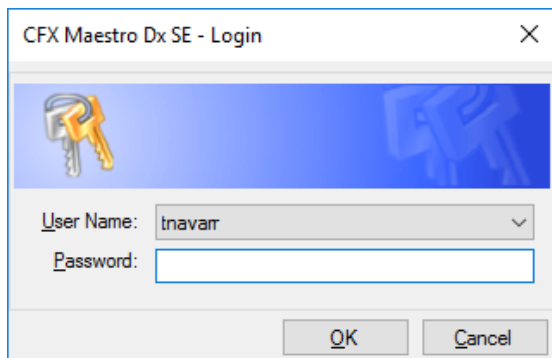 CFX Maestro Dx SE - Login
User Name: tnavarr
Password:
OK Cancel